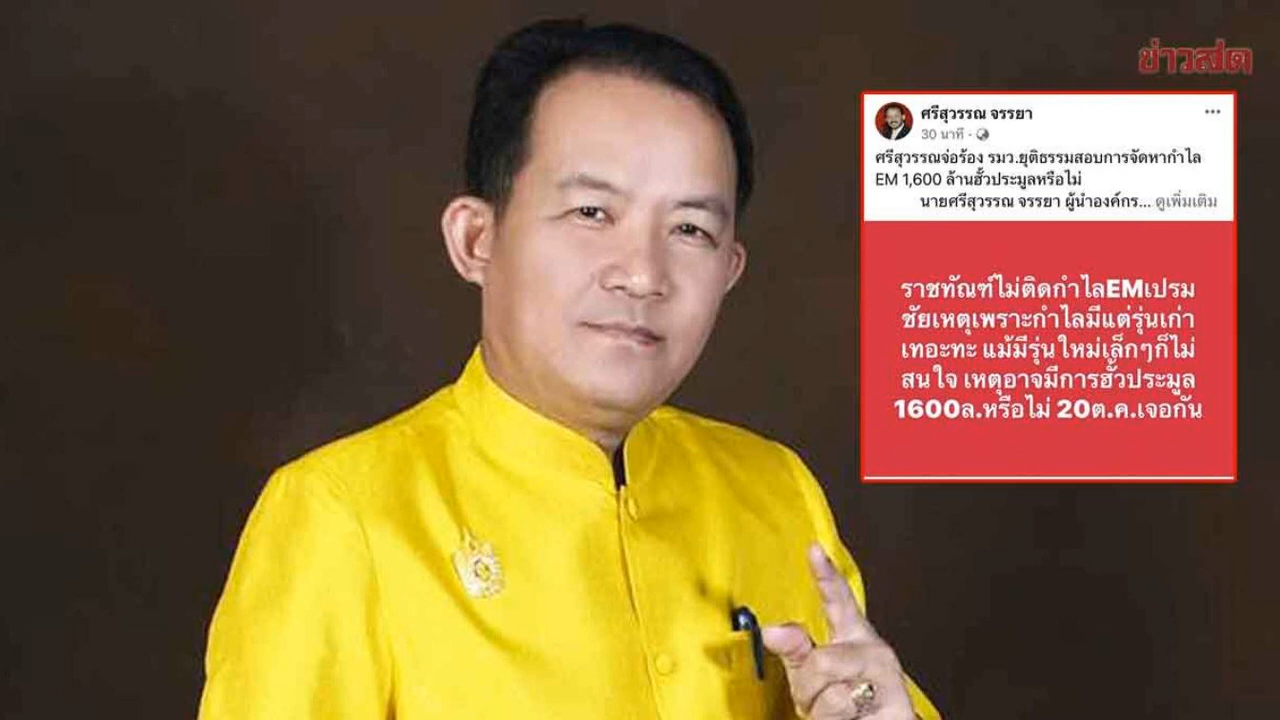 ข่าวสด
ศรีสุวรรณ จรรยา
30 นาที
ศรีสุวรรณจ่อร้อง รมว.ยุติธรรมสอบการจัดหากำไล
EM 1,600 ล้านฮั้วประมูลหรือไม่
นายศรีสุวรรณ จรรยา ผู้นำองค์กร... ดูเพิ่มเติม
ราชทัณฑ์ไม่ติดกำไลEMเปรม
ชัยเหตุเพราะกำไลมีแต่รุ่นเก่า
เทอะทะ แม้มีรุ่นใหม่เล็กๆก็ไม่
สนใจ เหตุอาจมีการฮั้วประมูล
1600ล.หรือไม่ 20ต.ค.เจอกัน